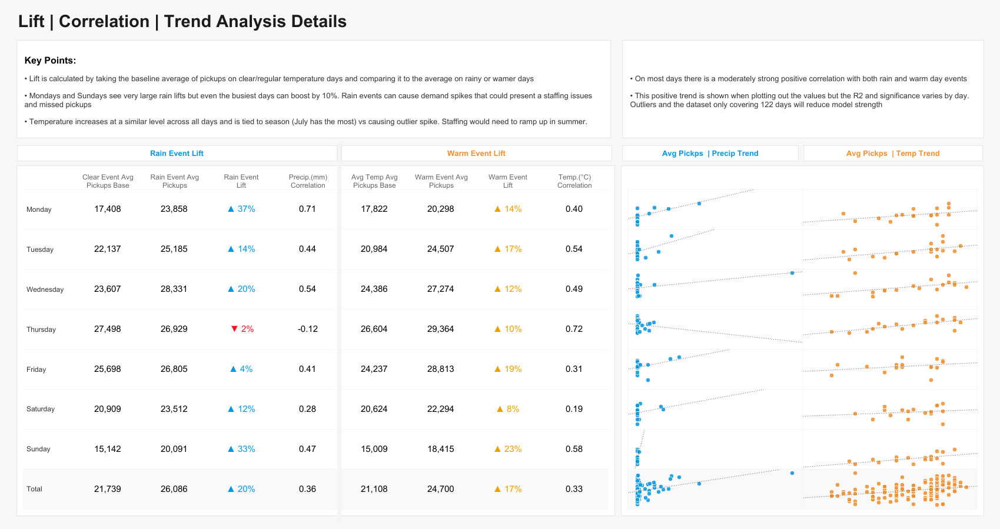 Lift | Correlation | Trend Analysis Details
Key Points:
• Lift is calculated by taking the baseline average of pickups on clear/regular temperature days and comparing it to the average on rainy or wamer days
• Mondays and Sundays see very large rain lifts but even the busiest days can boost by 10%. Rain events can cause demand spikes that could present a staffing issues
and missed pickups
• Temperature increases at a similar level across all days and is tied to season (July has the most) vs causing outlier spike. Staffing would need to ramp up in summer.
• On most days there is a moderately strong positive correlation with both rain and warm day events
• This positive trend is shown when plotting out the values but the R2 and significance varies by day.
Outliers and the dataset only covering 122 days will reduce model strength
Rain Event Lift
Warm Event Lift
Avg Pickps | Precip Trend
Avg Pickps | Temp Trend
Clear Event Avg Rain Event Avg Rain Event Precip.(mm) Avg Temp Avg Warm Event Avg Warm Event Temp.(°C)
Pickups Base Pickups Lift Correlation Pickups Base Pickups Lift Correlation
Monday 17,408 23,858 ▲ 37% 0.71 17,822 20,298 ▲ 14% 0.40
Tuesday 22,137 25,185 ▲ 14% 0.44 20,984 24,507 ▲ 17% 0.54
Wednesday 23,607 28,331 ▲ 20% 0.54 24,386 27,274 ▲ 12% 0.49
Thursday 27,498 26,929 ▼ 2% -0.12 26,604 29,364 ▲ 10% 0.72
Friday 25,698 26,805 ▲ 4% 0.41 24,237 28,813 ▲ 19% 0.31
Saturday 20,909 23,512 ▲ 12% 0.28 20,624 22,294 ▲ 8% 0.19
Sunday 15,142 20,091 ▲ 33% 0.47 15,009 18,415 ▲ 23% 0.58
Total 21,739 26,086 ▲ 20% 0.36 21,108 24,700 ▲ 17% 0.33